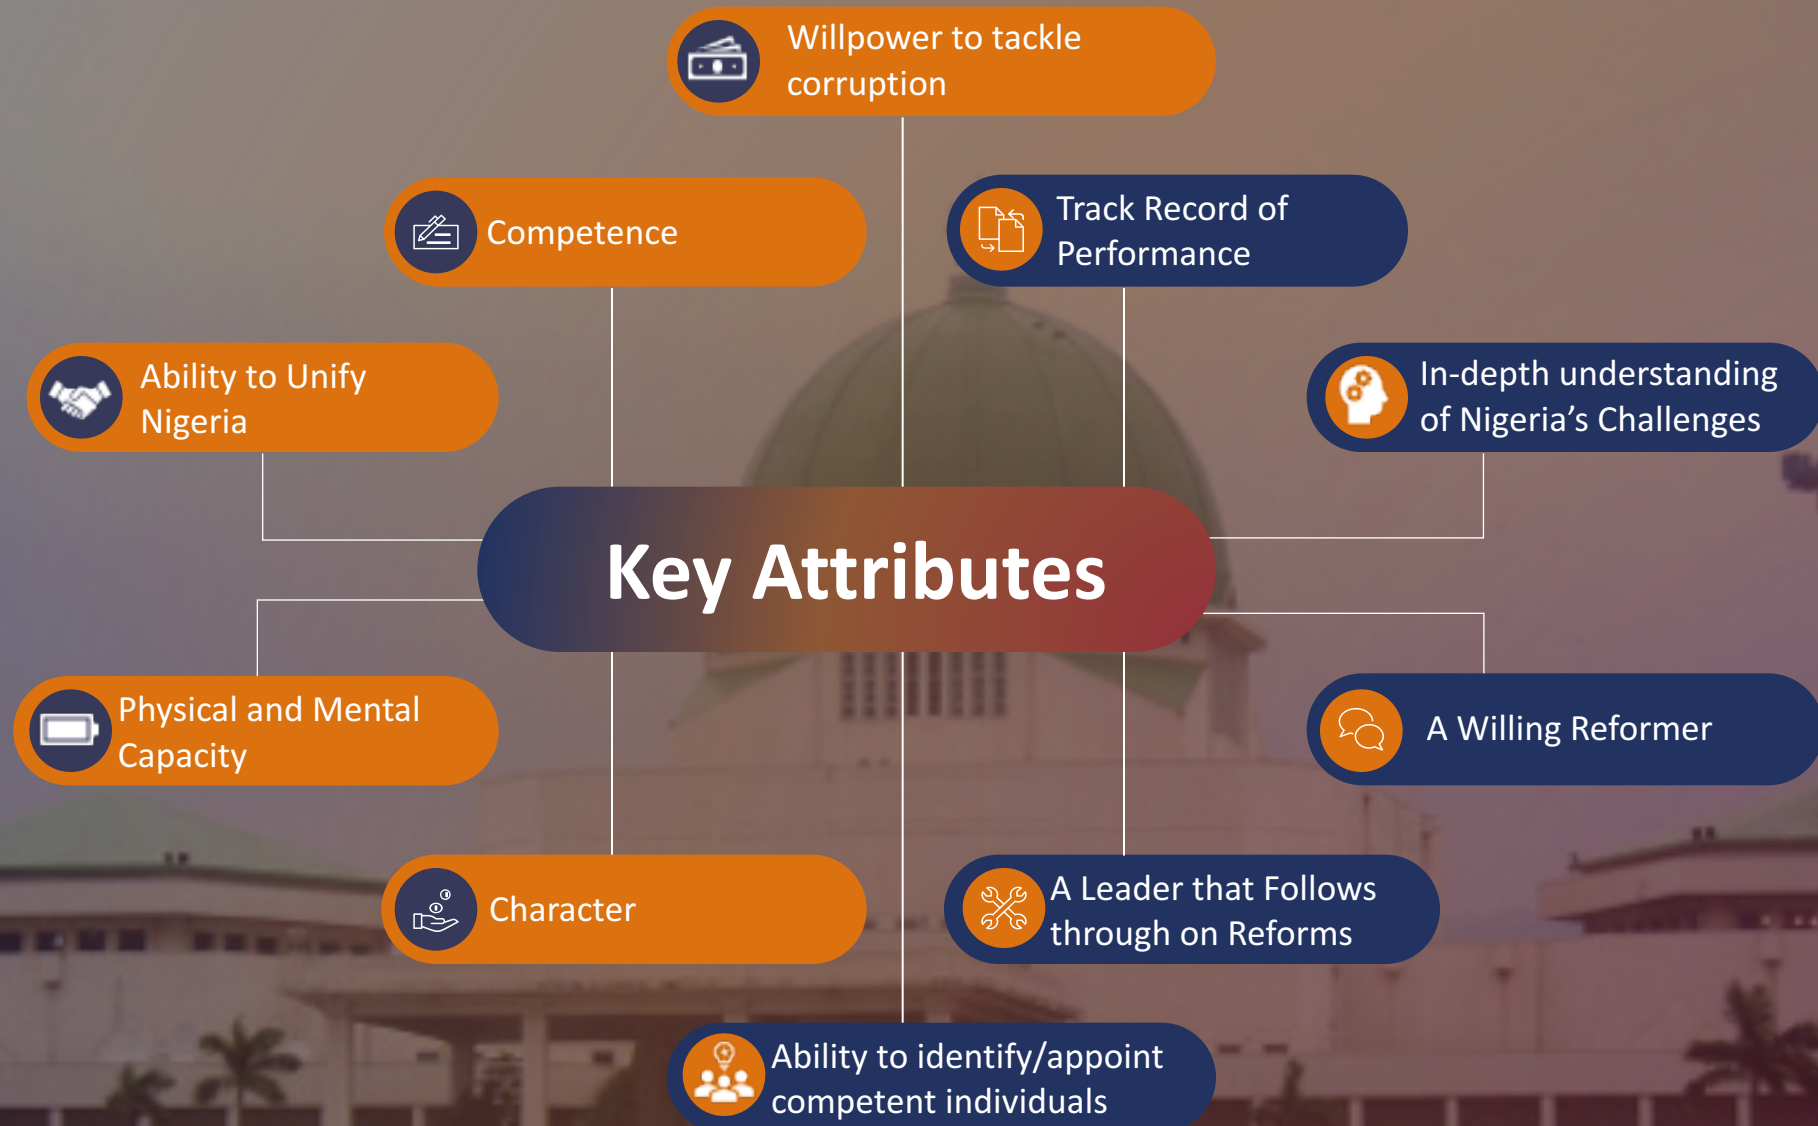 Willpower to tackle
corruption
Competence
Track Record of
Performance
Ability to Unify
Nigeria
In-depth understanding
of Nigeria’s Challenges
Key Attributes
Physical and Mental
Capacity
A Willing Reformer
Character
A Leader that Follows
through on Reforms
Ability to identify/appoint
competent individuals